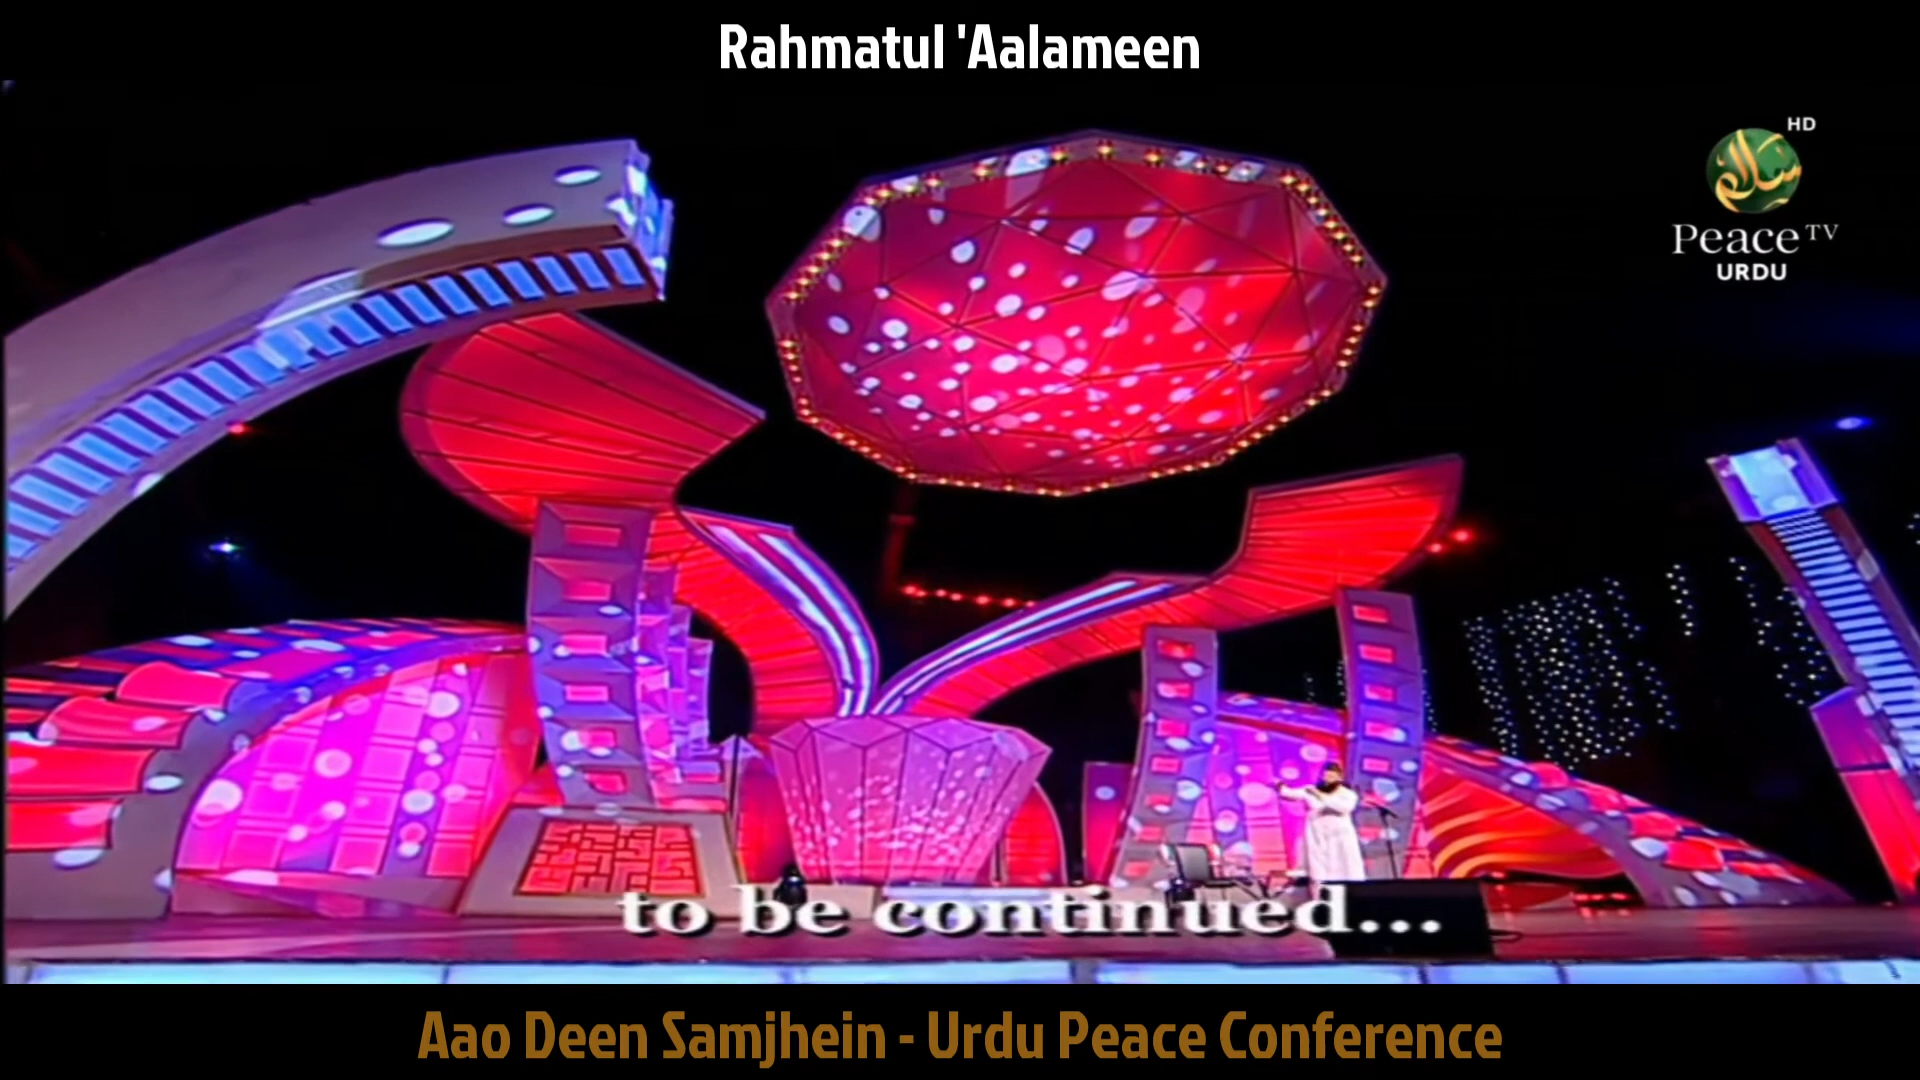 Rahmatul 'Aalameen
HD
سلام
Peace TV
URDU
to be continued...
Aao Deen Samjhein - Urdu Peace Conference